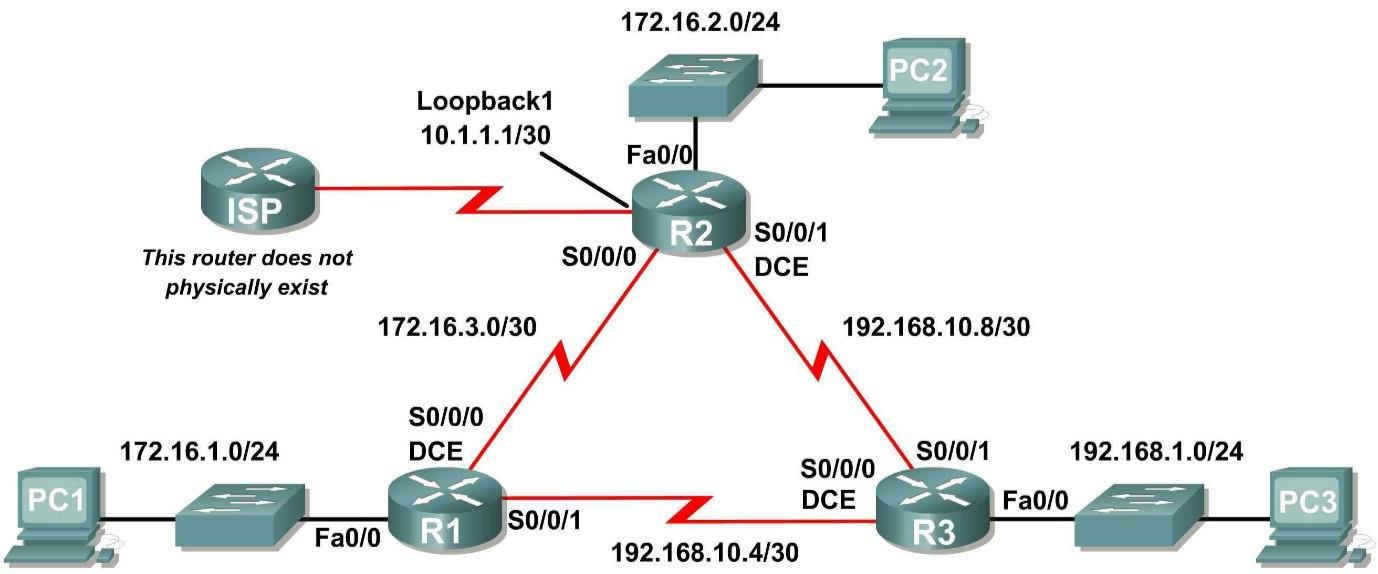 172.16.2.0/24
PC2
Loopback1
10.1.1.1/30
Fa0/0
ISP
R2
This router does not
physically exist
S0/0/0
S0/0/1
DCE
172.16.3.0/30
192.168.10.8/30
S0/0/0
DCE
172.16.1.0/24
S0/0/1
192.168.1.0/24
S0/0/0
DCE
PC1
Fa0/0
R1
S0/0/1
192.168.10.4/30
R3
Fa0/0
PC3